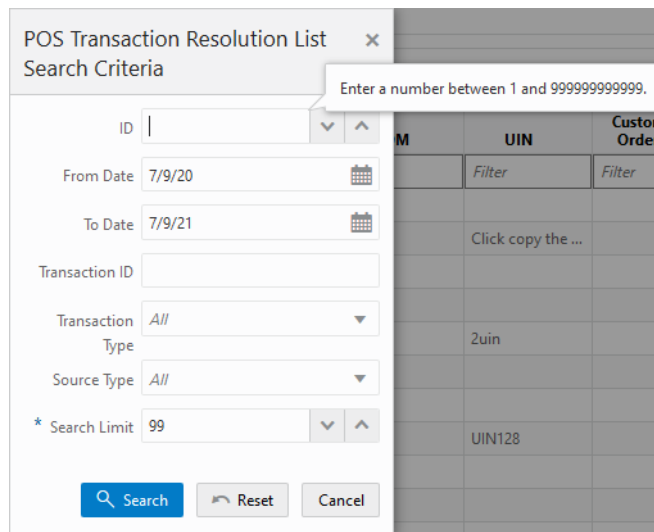 POS Transaction Resolution List
Search Criteria
Enter a number between 1 and 999999999999.
ID
From Date 7/9/20
To Date 7/9/21
Transaction ID
Transaction Type All
Source Type All
* Search Limit 99
Search Reset Cancel
M UIN Custo
Orde
Filter Filter
Click copy the ...
2uin
UIN128